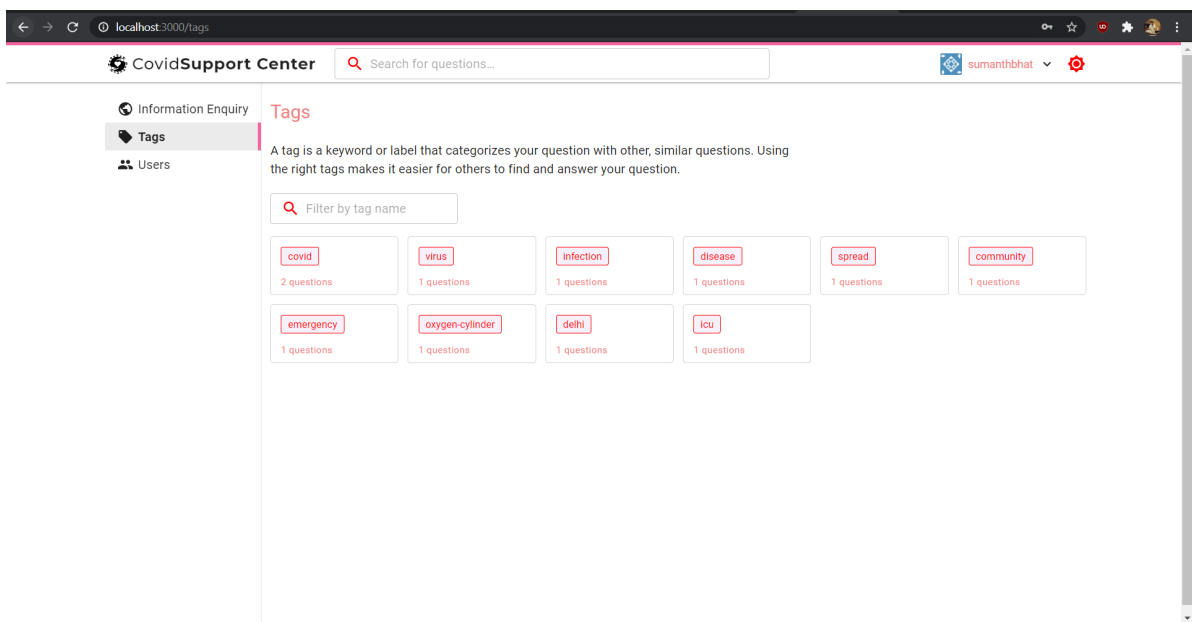 localhost:3000/tags
CovidSupport Center
Search for questions...
sumanthbhat
Information Enquiry
Tags
Users
Tags
A tag is a keyword or label that categorizes your question with other, similar questions. Using
the right tags makes it easier for others to find and answer your question.
Filter by tag name
covid
2 questions
virus
1 questions
infection
1 questions
disease
1 questions
spread
1 questions
community
1 questions
emergency
1 questions
oxygen-cylinder
1 questions
delhi
1 questions
icu
1 questions